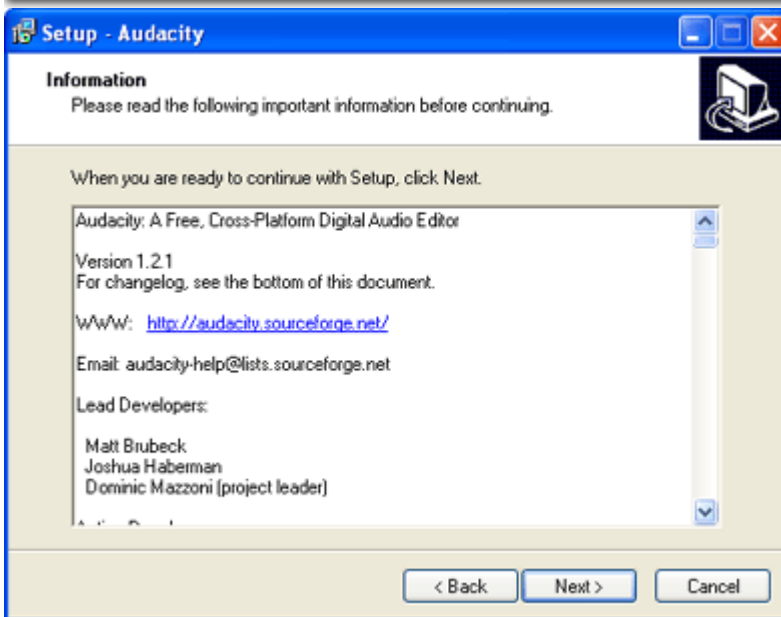 Setup - Audacity
Information
Please read the following important information before continuing.
When you are ready to continue with Setup, click Next.
Audacity: A Free, Cross-Platform Digital Audio Editor
Version 1.2.1
For changelog, see the bottom of this document.
WWW: http://audacity.sourceforge.net/
Email: audacity-help@lists.sourceforge.net
Lead Developers:
Matt Brubeck
Joshua Haberman
Dominic Mazzoni (project leader)
< Back Next > Cancel